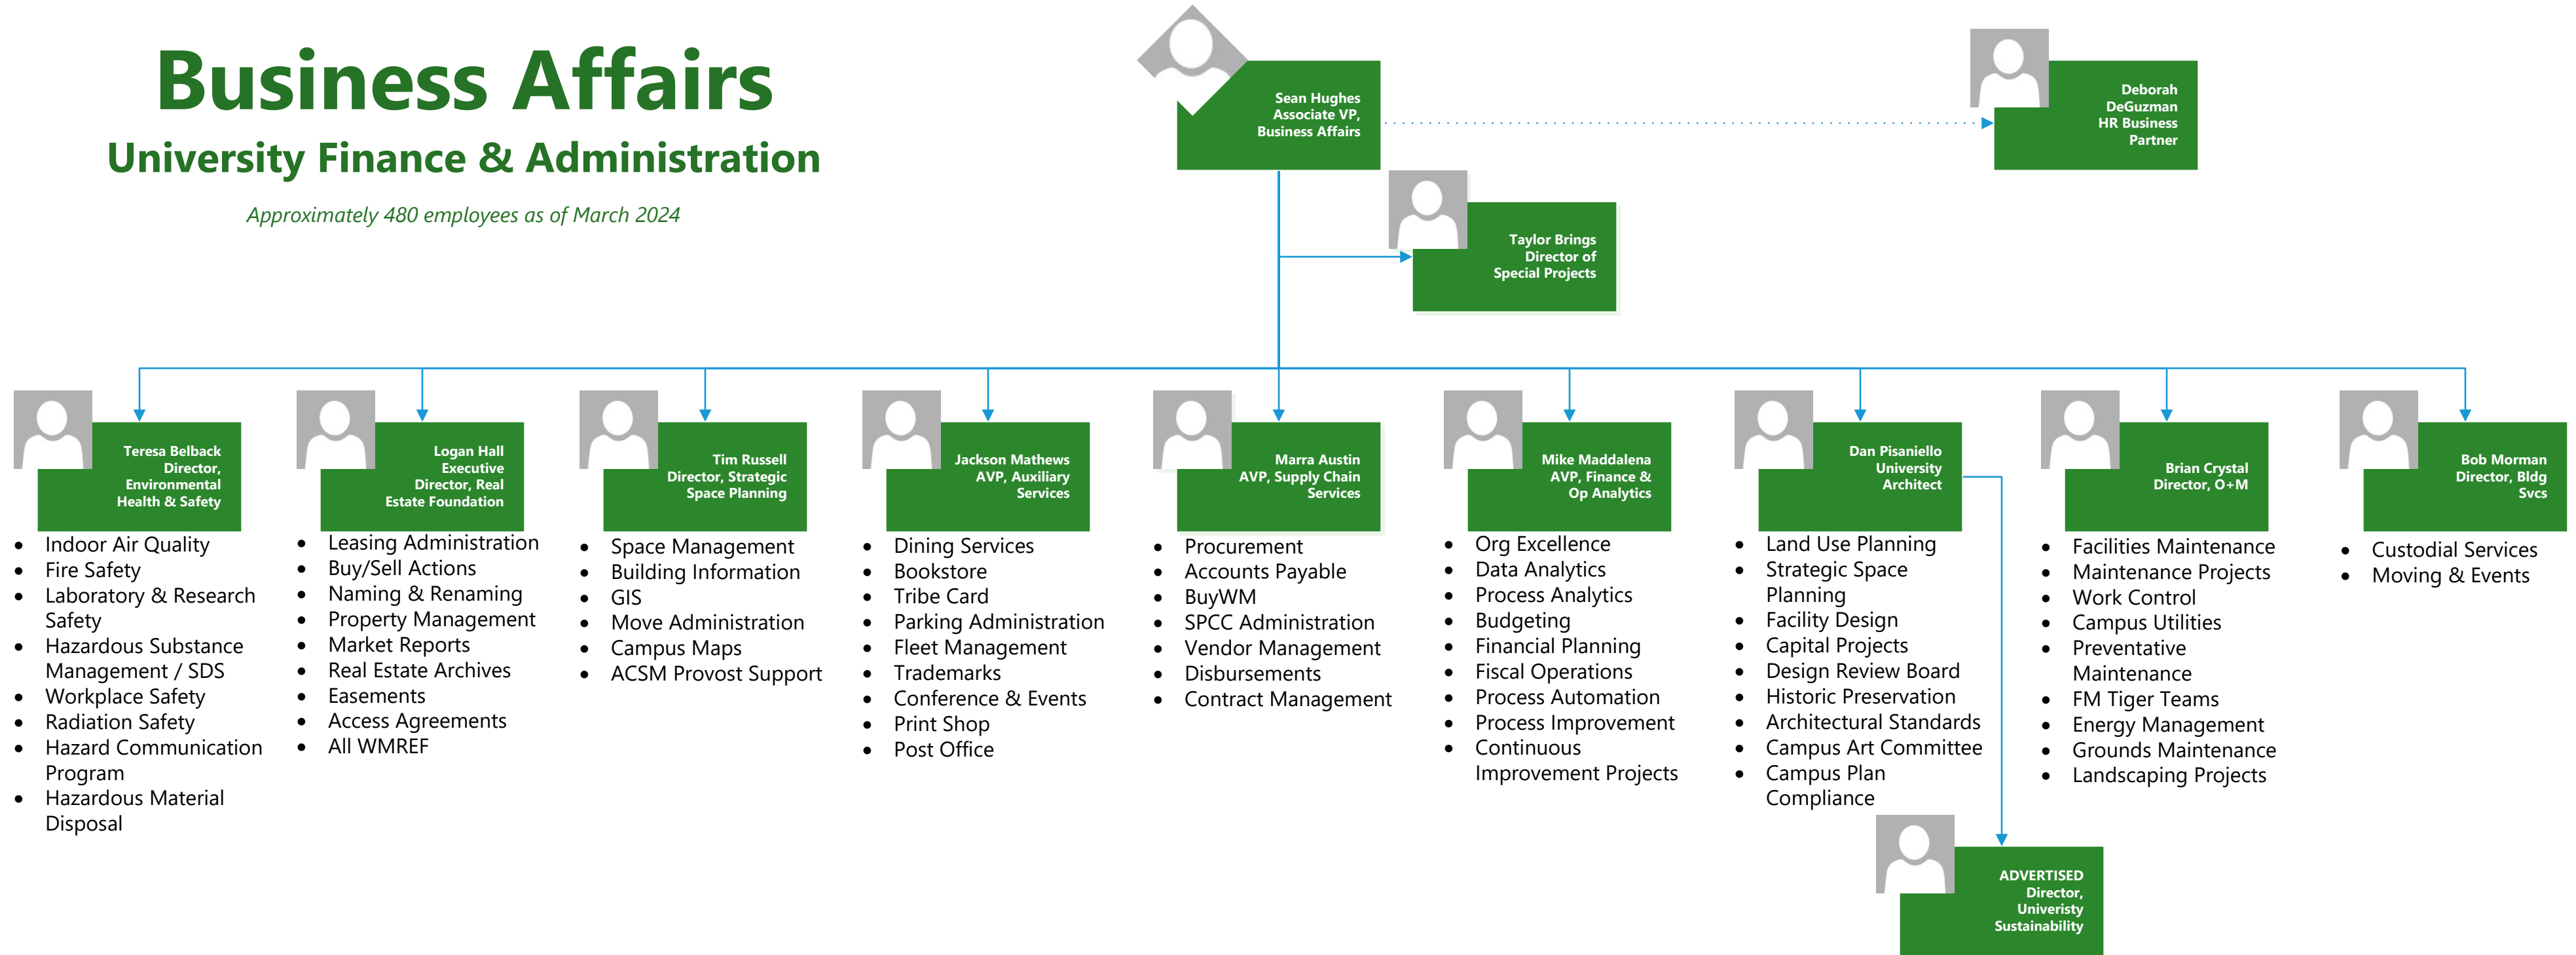 Business Affairs
University Finance & Administration
Approximately 480 employees as of March 2024
Sean Hughes
Associate VP,
Business Affairs
Deborah
DeGuzman
HR Business
Partner
Taylor Brings
Director of
Special Projects
Teresa Belback
Director,
Environmental
Health & Safety
• Indoor Air Quality
• Fire Safety
• Laboratory & Research
Safety
• Hazardous Substance
Management / SDS
• Workplace Safety
• Radiation Safety
• Hazard Communication
Program
• Hazardous Material
Disposal
Logan Hall
Executive
Director, Real
Estate Foundation
• Leasing Administration
• Buy/Sell Actions
• Naming & Renaming
• Property Management
• Market Reports
• Real Estate Archives
• Easements
• Access Agreements
• All WMREF
Tim Russell
Director, Strategic
Space Planning
• Space Management
• Building Information
• GIS
• Move Administration
• Campus Maps
• ACSM Provost Support
Jackson Mathews
AVP, Auxiliary
Services
• Dining Services
• Bookstore
• Tribe Card
• Parking Administration
• Fleet Management
• Trademarks
• Conference & Events
• Print Shop
• Post Office
Marra Austin
AVP, Supply Chain
Services
• Procurement
• Accounts Payable
• BuyWM
• SPCC Administration
• Vendor Management
• Disbursements
• Contract Management
Mike Maddalena
AVP, Finance &
Op Analytics
• Org Excellence
• Data Analytics
• Process Analytics
• Budgeting
• Financial Planning
• Fiscal Operations
• Process Automation
• Process Improvement
• Continuous
Improvement Projects
Dan Pisaniello
University
Architect
• Land Use Planning
• Strategic Space
Planning
• Facility Design
• Capital Projects
• Design Review Board
• Historic Preservation
• Architectural Standards
• Campus Art Committee
• Campus Plan
Compliance
Brian Crystal
Director, O+M
• Facilities Maintenance
• Maintenance Projects
• Work Control
• Campus Utilities
• Preventative
Maintenance
• FM Tiger Teams
• Energy Management
• Grounds Maintenance
• Landscaping Projects
Bob Morman
Director, Bldg
Svcs
• Custodial Services
• Moving & Events
ADVERTISED
Director,
Univeristy
Sustainability